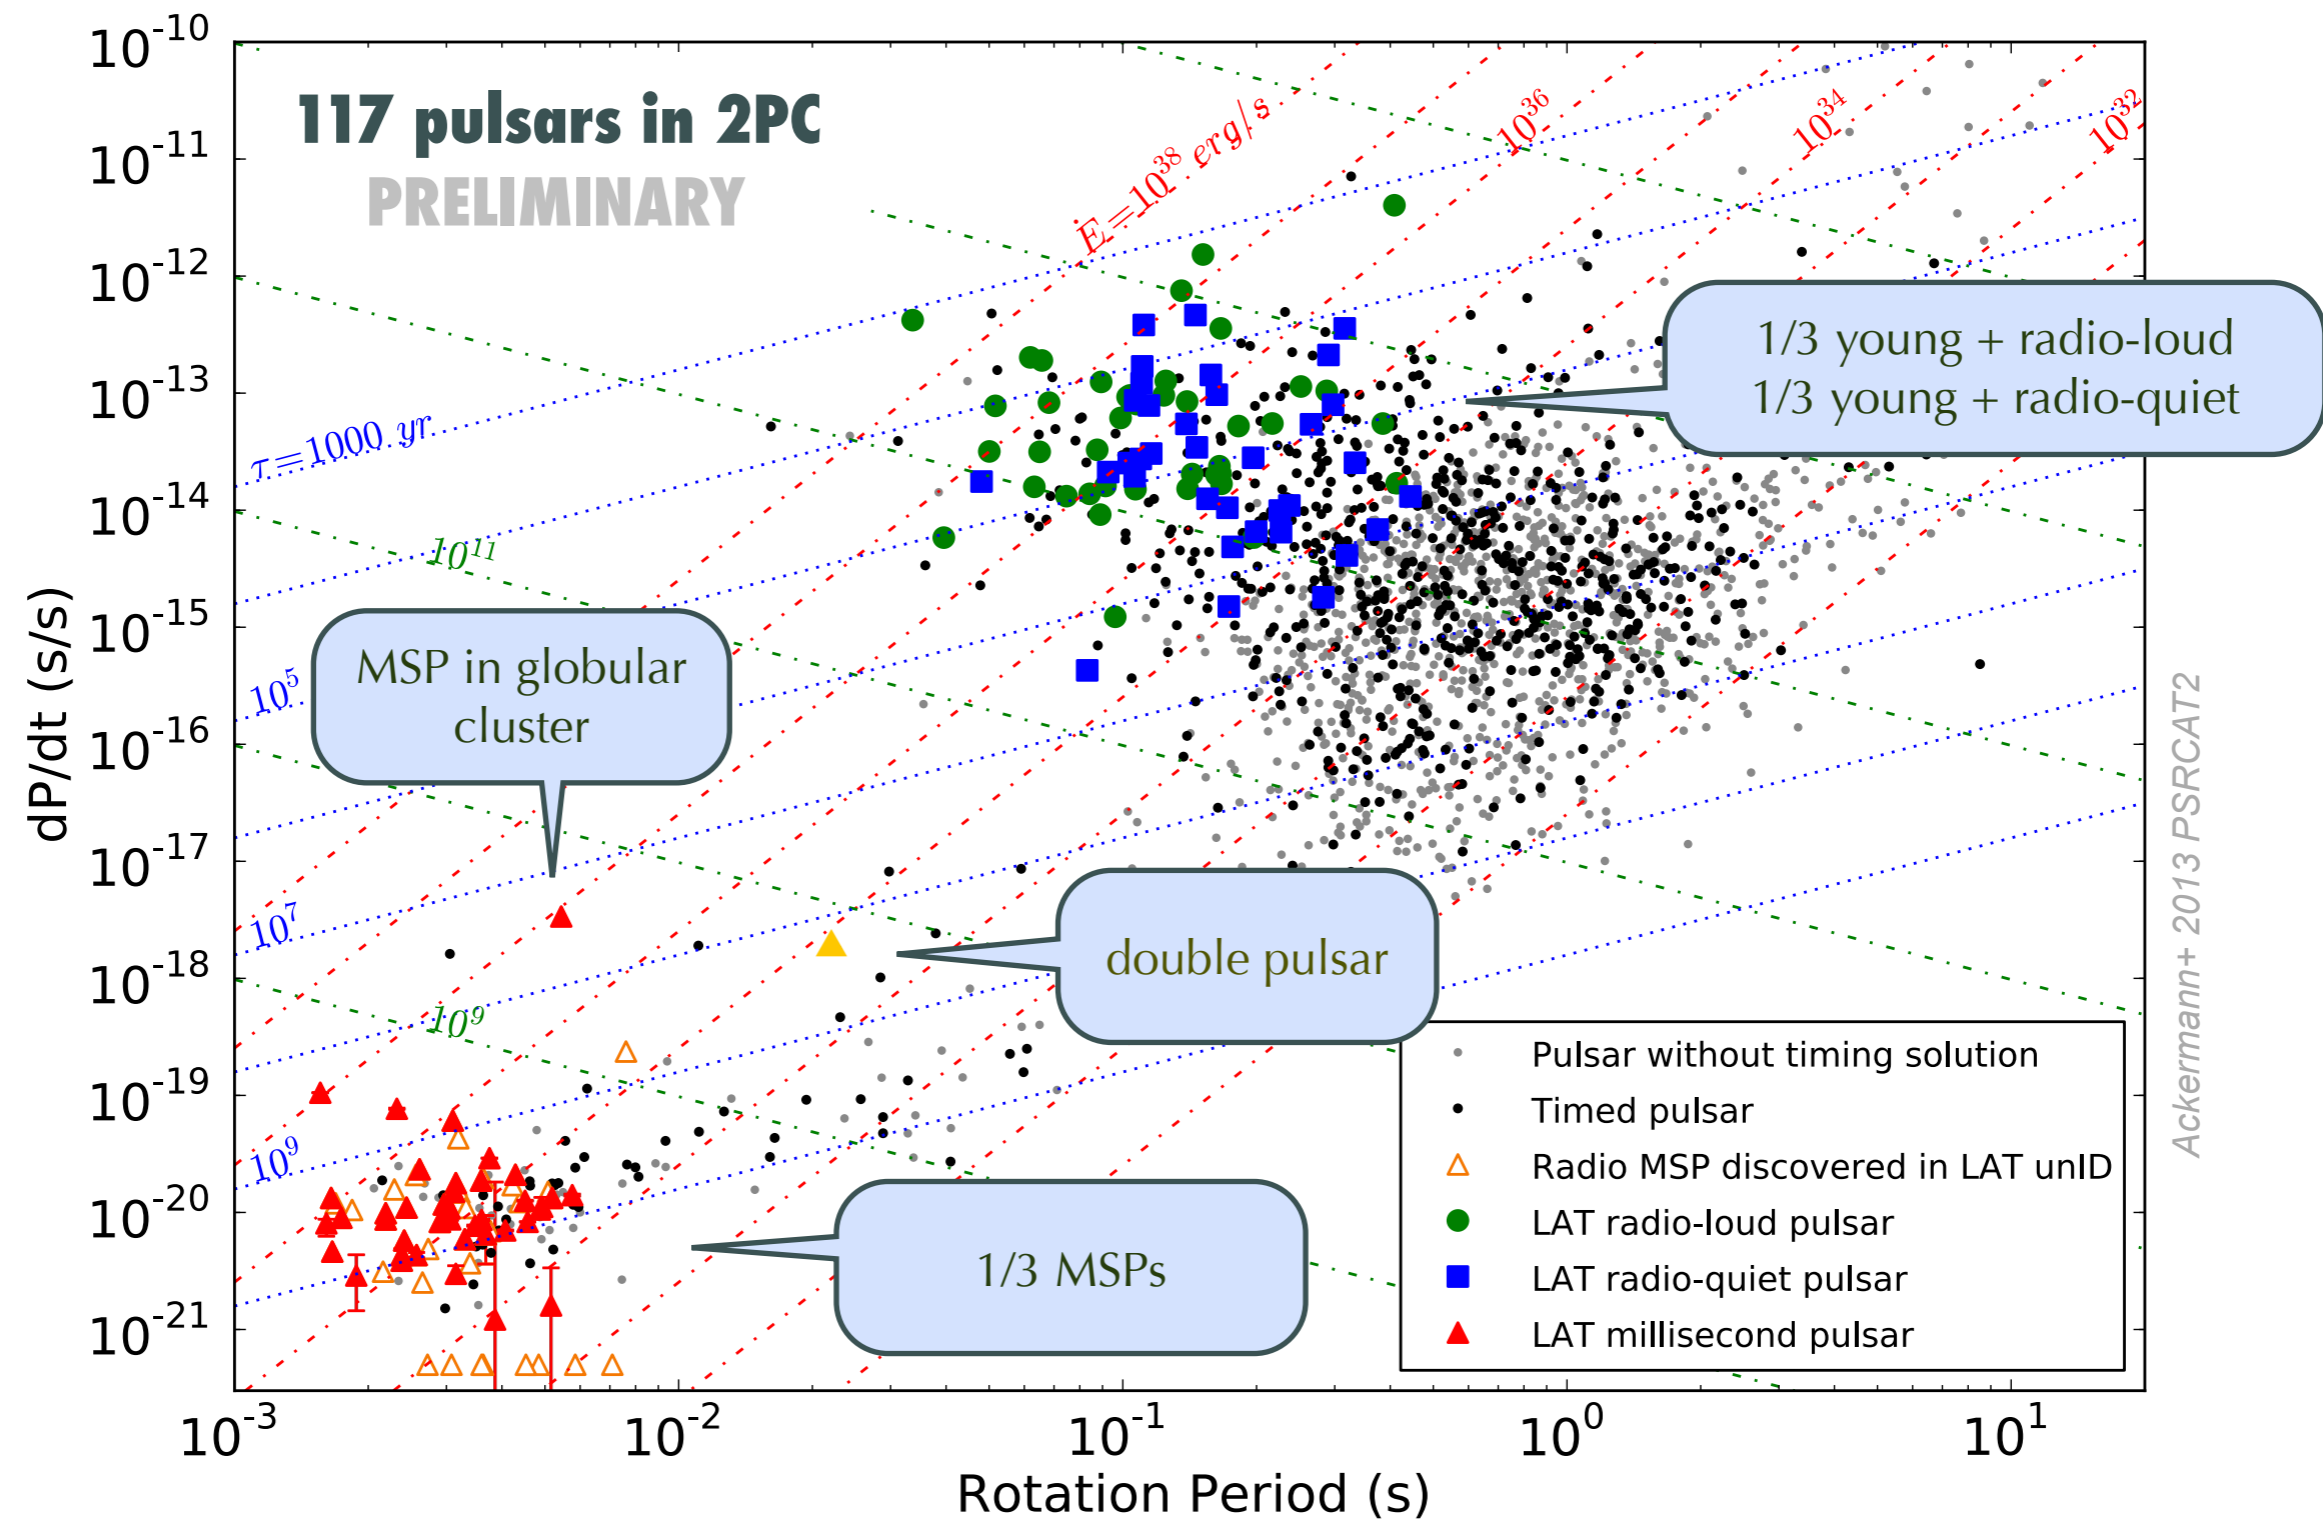 117 pulsars in 2PC
PRELIMINARY
Ė=10³⁸ erg/s
10³⁶
10³⁴
10³²
τ=1000 yr
10⁵
10⁷
10⁹
10¹¹
10⁹
1/3 young + radio-loud
1/3 young + radio-quiet
MSP in globular
cluster
double pulsar
1/3 MSPs
Pulsar without timing solution
Timed pulsar
Radio MSP discovered in LAT unID
LAT radio-loud pulsar
LAT radio-quiet pulsar
LAT millisecond pulsar
dP/dt (s/s)
10⁻¹⁰
10⁻¹¹
10⁻¹²
10⁻¹³
10⁻¹⁴
10⁻¹⁵
10⁻¹⁶
10⁻¹⁷
10⁻¹⁸
10⁻¹⁹
10⁻²⁰
10⁻²¹
10⁻³
10⁻²
10⁻¹
10⁰
10¹
Rotation Period (s)
Ackermann+ 2013 PSRCAT2